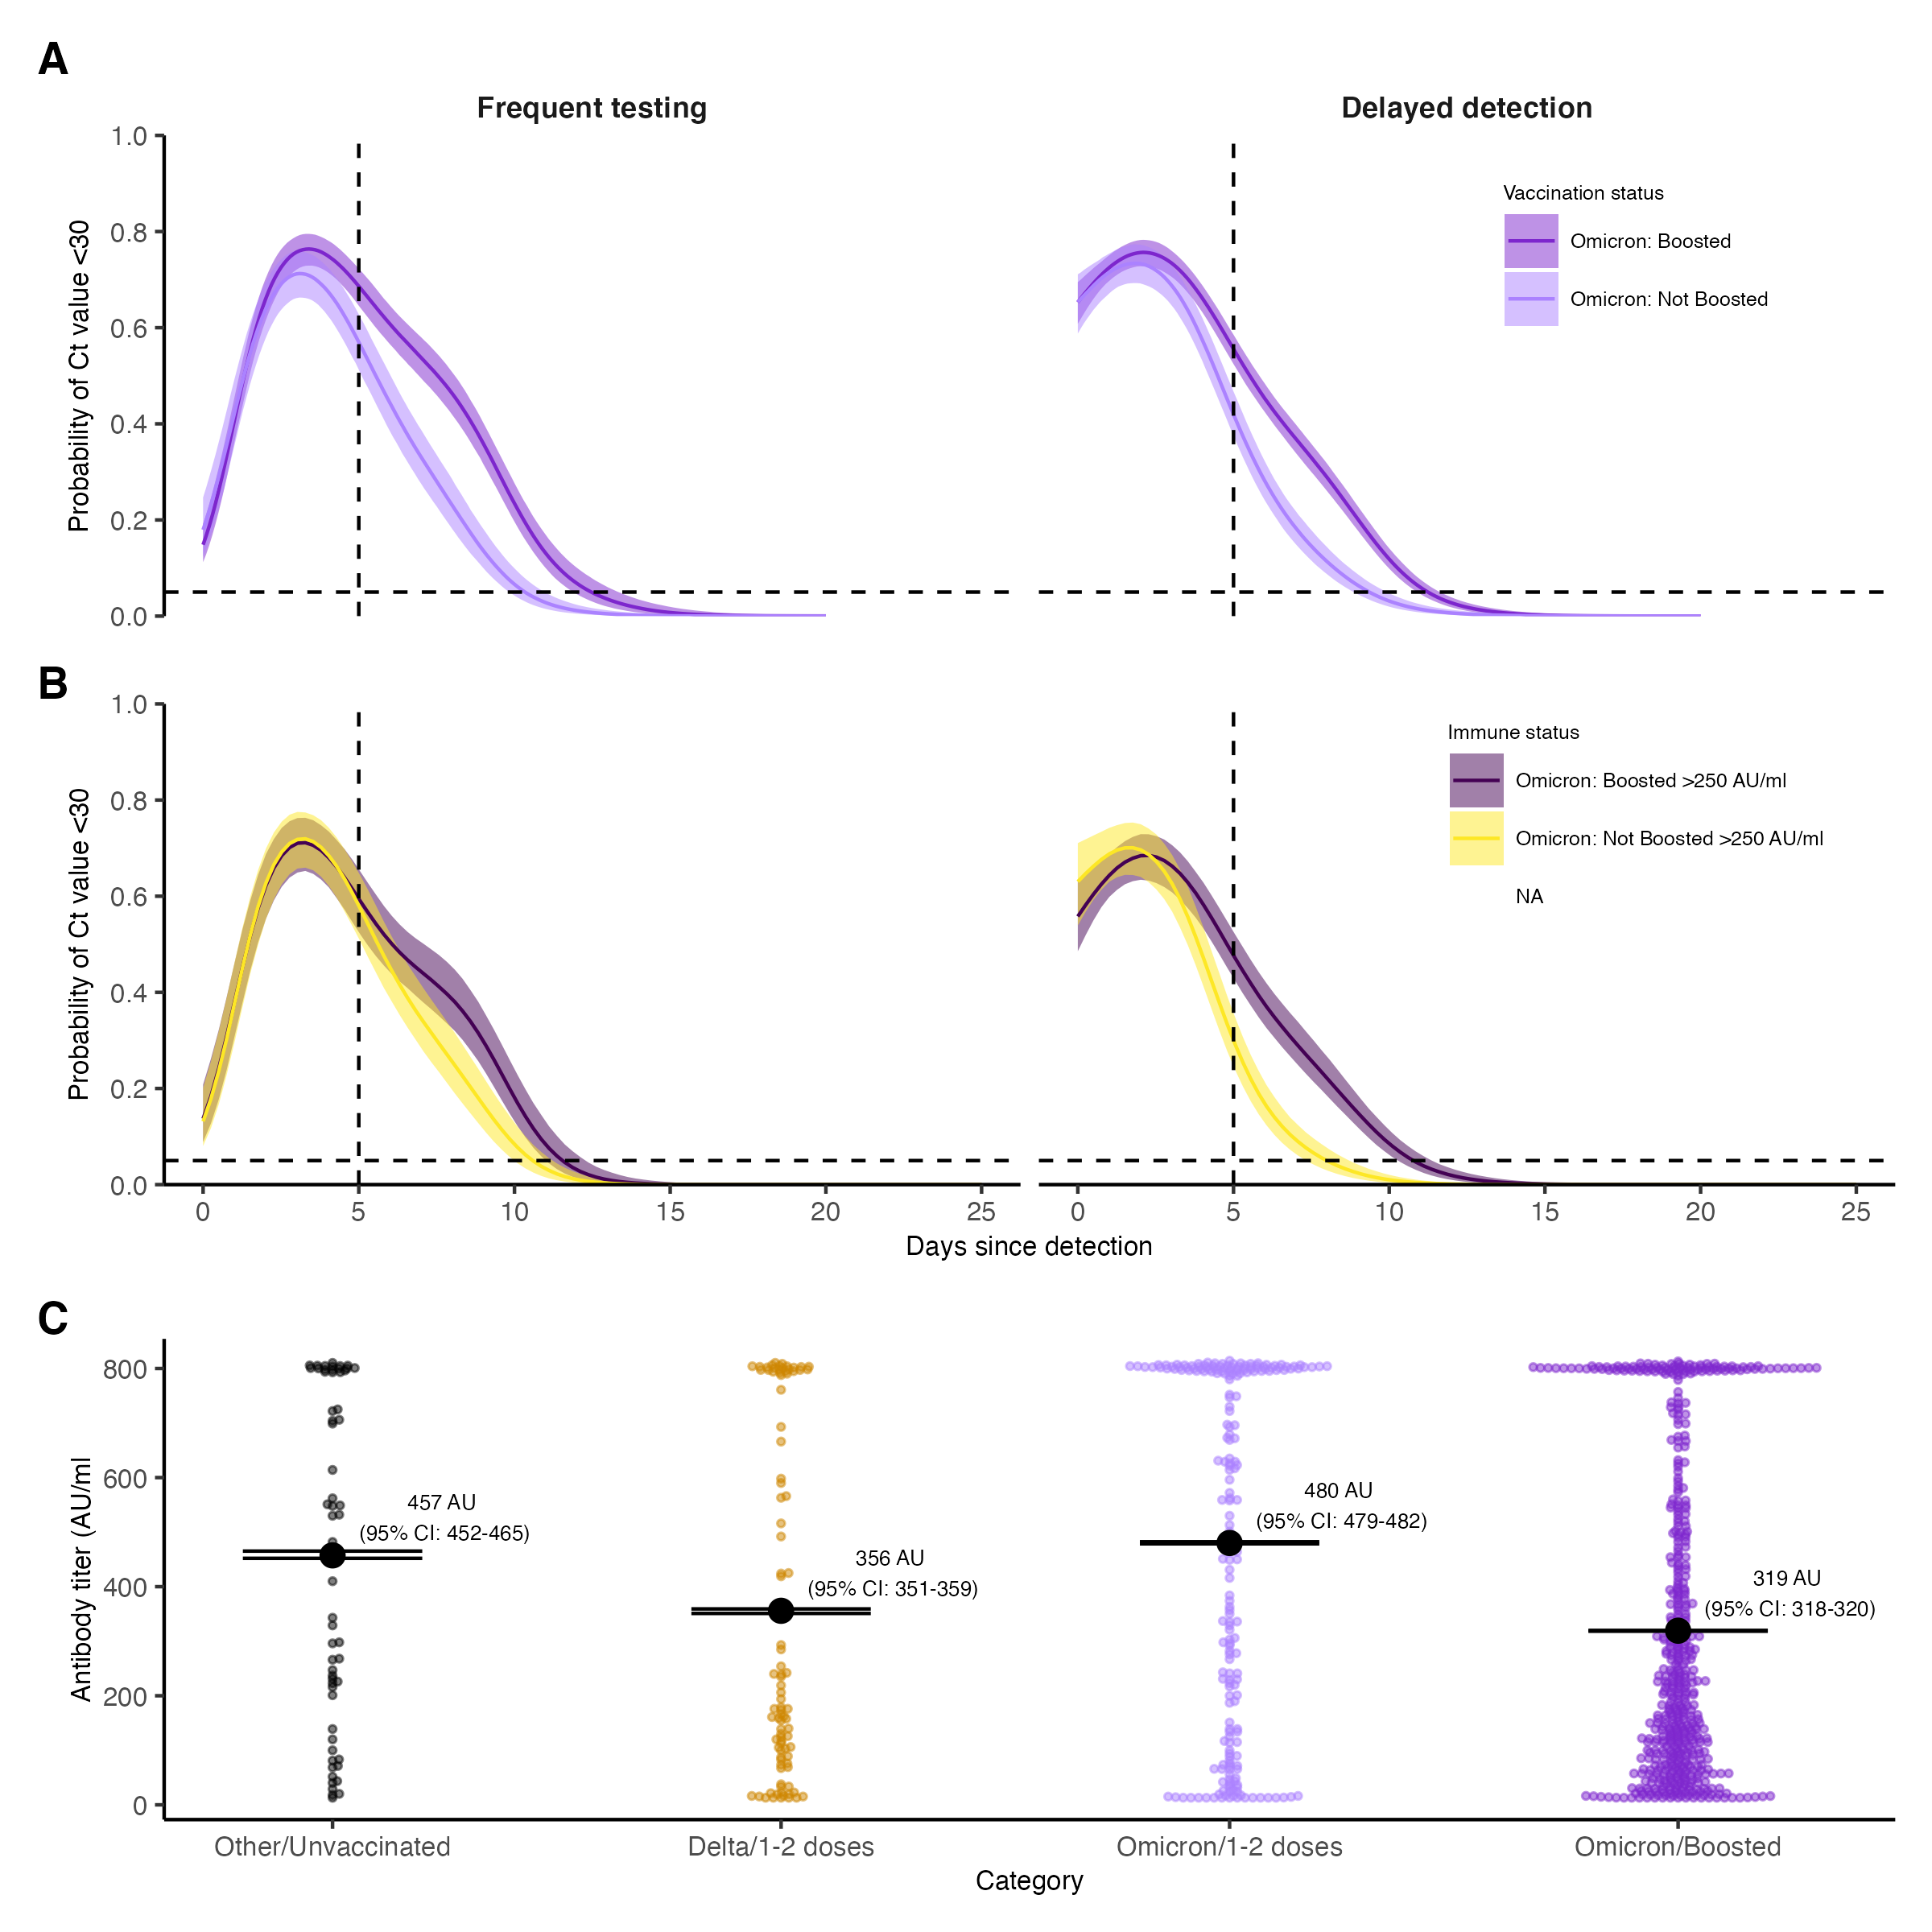 A
Frequent testing
Delayed detection
Probability of Ct value <30
1.0
0.8
0.6
0.4
0.2
0.0
Vaccination status
Omicron: Boosted
Omicron: Not Boosted
B
Probability of Ct value <30
1.0
0.8
0.6
0.4
0.2
0.0
Immune status
Omicron: Boosted >250 AU/ml
Omicron: Not Boosted >250 AU/ml
NA
0 5 10 15 20 25
0 5 10 15 20 25
Days since detection
C
Antibody titer (AU/ml
800
600
400
200
0
457 AU
(95% CI: 452-465)
356 AU
(95% CI: 351-359)
480 AU
(95% CI: 479-482)
319 AU
(95% CI: 318-320)
Other/Unvaccinated
Delta/1-2 doses
Omicron/1-2 doses
Omicron/Boosted
Category